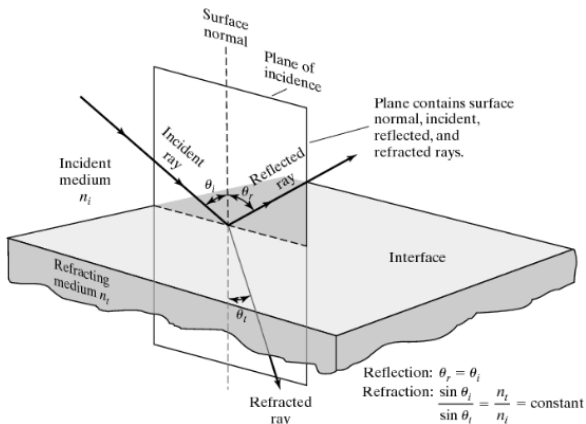 Surface
normal
Plane of
incidence
Plane contains surface
normal, incident,
reflected, and
refracted rays.
Incident
ray
Reflected
ray
Incident
medium
nᵢ
θᵢ
θᵣ
Interface
Refracting
medium nₜ
θₜ
Refracted
ray
Reflection: θᵣ = θᵢ
Refraction: sin θᵢ / sin θₜ = nₜ / nᵢ = constant